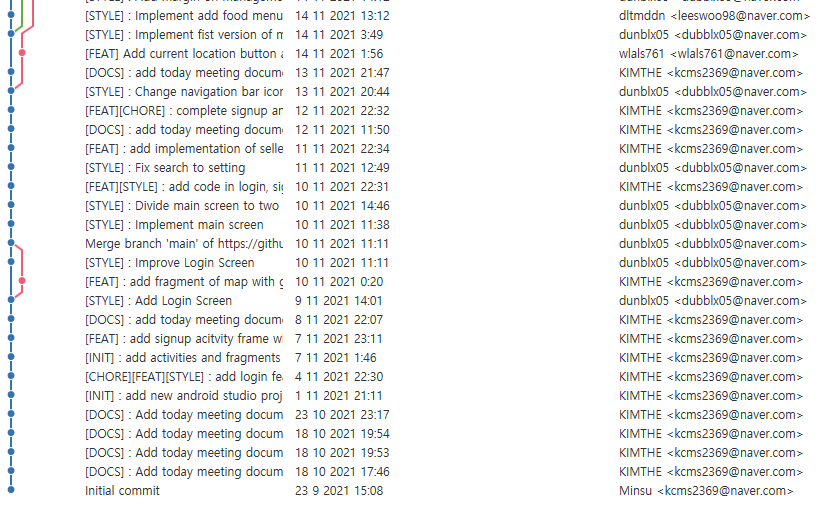 [STYLE] : Implement add food menu 14 11 2021 13:12 dltmddn <leeswoo98@naver.com>
[STYLE] : Implement fist version of m 14 11 2021 3:49 dunblx05 <dubblx05@naver.com>
[FEAT] Add current location button a 14 11 2021 1:56 wlals761 <wlals761@naver.com>
[DOCS] : add today meeting docum 13 11 2021 21:47 KIMTHE <kcms2369@naver.com>
[STYLE] : Change navigation bar icor 13 11 2021 20:44 dunblx05 <dubblx05@naver.com>
[FEAT][CHORE] : complete signup ar 12 11 2021 22:32 KIMTHE <kcms2369@naver.com>
[DOCS] : add today meeting docum 12 11 2021 11:50 KIMTHE <kcms2369@naver.com>
[FEAT] : add implementation of selle 11 11 2021 22:34 KIMTHE <kcms2369@naver.com>
[STYLE] : Fix search to setting 11 11 2021 12:49 dunblx05 <dubblx05@naver.com>
[FEAT][STYLE] : add code in login, sig 10 11 2021 22:31 KIMTHE <kcms2369@naver.com>
[STYLE] : Divide main screen to two 10 11 2021 14:46 dunblx05 <dubblx05@naver.com>
[STYLE] : Implement main screen 10 11 2021 11:38 dunblx05 <dubblx05@naver.com>
Merge branch 'main' of https://githu 10 11 2021 11:11 dunblx05 <dubblx05@naver.com>
[STYLE] : Improve Login Screen 10 11 2021 11:11 dunblx05 <dubblx05@naver.com>
[FEAT] : add fragment of map with g 10 11 2021 0:20 KIMTHE <kcms2369@naver.com>
[STYLE] : Add Login Screen 9 11 2021 14:01 dunblx05 <dubblx05@naver.com>
[DOCS] : add today meeting docum 8 11 2021 22:07 KIMTHE <kcms2369@naver.com>
[FEAT] : add signup acitvity frame wi 7 11 2021 23:11 KIMTHE <kcms2369@naver.com>
[INIT] : add activities and fragments 7 11 2021 1:46 KIMTHE <kcms2369@naver.com>
[CHORE][FEAT][STYLE] : add login fea 4 11 2021 22:30 KIMTHE <kcms2369@naver.com>
[INIT] : add new android studio proj 1 11 2021 21:11 KIMTHE <kcms2369@naver.com>
[DOCS] : Add today meeting docum 23 10 2021 23:17 KIMTHE <kcms2369@naver.com>
[DOCS] : Add today meeting docum 18 10 2021 19:54 KIMTHE <kcms2369@naver.com>
[DOCS] : Add today meeting docum 18 10 2021 19:53 KIMTHE <kcms2369@naver.com>
[DOCS] : Add today meeting docum 18 10 2021 17:46 KIMTHE <kcms2369@naver.com>
Initial commit 23 9 2021 15:08 Minsu <kcms2369@naver.com>